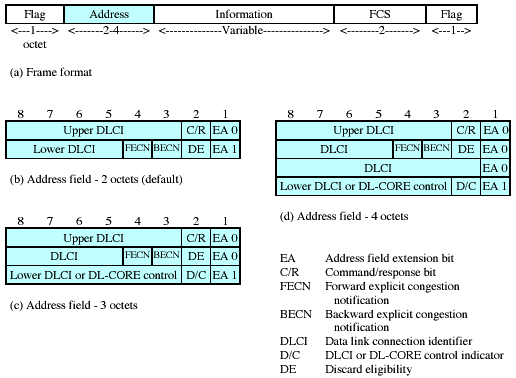 Flag Address Information FCS Flag
<---1----> <-------2-4------> <--------------Variable---------------> <-------2-------> <---1-->
octet
(a) Frame format
8 7 6 5 4 3 2 1
Upper DLCI C/R EA 0
Lower DLCI FECN BECN DE EA 1
(b) Address field - 2 octets (default)
8 7 6 5 4 3 2 1
Upper DLCI C/R EA 0
DLCI FECN BECN DE EA 0
Lower DLCI or DL-CORE control D/C EA 1
(c) Address field - 3 octets
8 7 6 5 4 3 2 1
Upper DLCI C/R EA 0
DLCI FECN BECN DE EA 0
DLCI EA 0
Lower DLCI or DL-CORE control D/C EA 1
(d) Address field - 4 octets
EA Address field extension bit
C/R Command/response bit
FECN Forward explicit congestion
notification
BECN Backward explicit congestion
notification
DLCI Data link connection identifier
D/C DLCI or DL-CORE control indicator
DE Discard eligibility